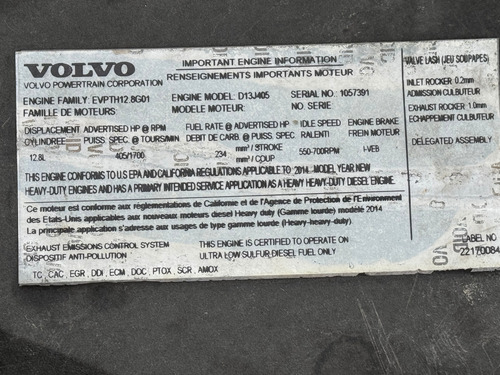 VOLVO
VOLVO POWERTRAIN CORPORATION
IMPORTANT ENGINE INFORMATION
RENSEIGNEMENTS IMPORTANTS MOTEUR
ENGINE FAMILY: EVPTH12.8G01 ENGINE MODEL: D13J405 SERIAL NO: 1057391
FAMILLE DE MOTEURS: MODELE MOTEUR: NO. SERIE
DISPLACEMENT ADVERTISED HP @ RPM FUEL RATE @ ADVERTISED HP IDLE SPEED ENGINE BRAKE
CYLINDREE PUISS. SPEC @ TOURS/MIN DEBIT DE CARB @ PUISS. SPEC RALENTI FREIN MOTEUR
12.8L 405/1700 234 mm³/STROKE 550-700RPM I-VEB
mm³/COUP
THIS ENGINE CONFORMS TO U.S EPA AND CALIFORNIA REGULATIONS APPLICABLE TO 2014 MODEL YEAR NEW
HEAVY-DUTY ENGINES AND HAS A PRIMARY INTENDED SERVICE APPLICATION AS A HEAVY HEAVY-DUTY DIESEL ENGINE.
Ce moteur est conforme aux réglementations de Californie et de l'Agence de Protection de l'Environnement
des Etats-Unis applicables aux nouveaux moteurs diesel Heavy duty (Gamme lourde) modèle 2014
La principale application s'adresse aux usages de type gamme lourde (Heavy-heavy-duty)
EXHAUST EMISSIONS CONTROL SYSTEM
DISPOSITIF ANTI-POLLUTION
THIS ENGINE IS CERTIFIED TO OPERATE ON
ULTRA LOW SULFUR DIESEL FUEL ONLY
TC , CAC, EGR, DDI, ECM, DOC, PTOX, SCR, AMOX
VALVE LASH (JEU SOUPAPES)
INLET ROCKER 0.2mm
ADMISSION CULBUTEUR
EXHAUST ROCKER 1.0mm
ECHAPPEMENT CULBUTEUR
DELEGATED ASSEMBLY
LABEL NO
22170084